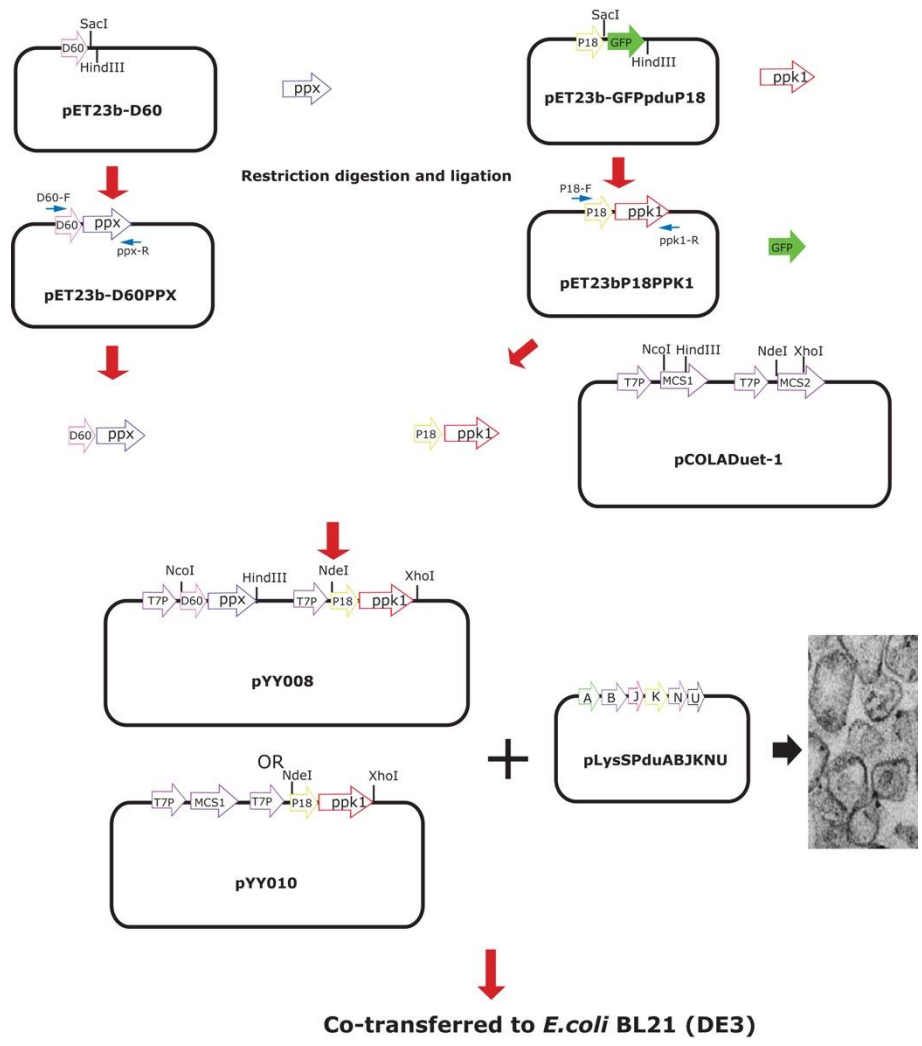 SacI
D60
HindIII
pET23b-D60
ppx
SacI
P18
GFP
HindIII
pET23b-GFPpduP18
ppk1
Restriction digestion and ligation
D60-F
D60
ppx
ppx-R
pET23b-D60PPX
P18-F
P18
ppk1
ppk1-R
pET23bP18PPK1
GFP
D60
ppx
P18
ppk1
NcoI
HindIII
NdeI
XhoI
T7P
MCS1
T7P
MCS2
pCOLADuet-1
NcoI
HindIII
NdeI
XhoI
T7P
D60
ppx
T7P
P18
ppk1
pYY008
+
A B J K N U
pLysSPduABJKNU
OR
NdeI
XhoI
T7P
MCS1
T7P
P18
ppk1
pYY010
Co-transferred to E.coli BL21 (DE3)